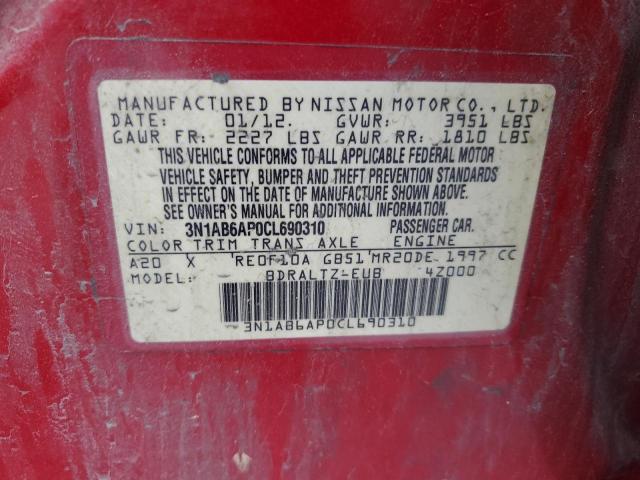 MANUFACTURED BY NISSAN MOTOR CO., LTD.
DATE: 01/12. GVWR: 3951 LBS
GAWR FR: 2227 LBS GAWR RR: 1810 LBS
THIS VEHICLE CONFORMS TO ALL APPLICABLE FEDERAL MOTOR
VEHICLE SAFETY, BUMPER AND THEFT PREVENTION STANDARDS
IN EFFECT ON THE DATE OF MANUFACTURE SHOWN ABOVE.
SEE OWNER'S MANUAL FOR ADDITIONAL INFORMATION.
VIN: 3N1AB6AP0CL690310 PASSENGER CAR.
COLOR TRIM TRANS AXLE ENGINE
A20 X RE0F10A GB51 MR20DE 1997 CC
MODEL: BDRALTZ-EUB 4Z000
3N1AB6AP0CL690310